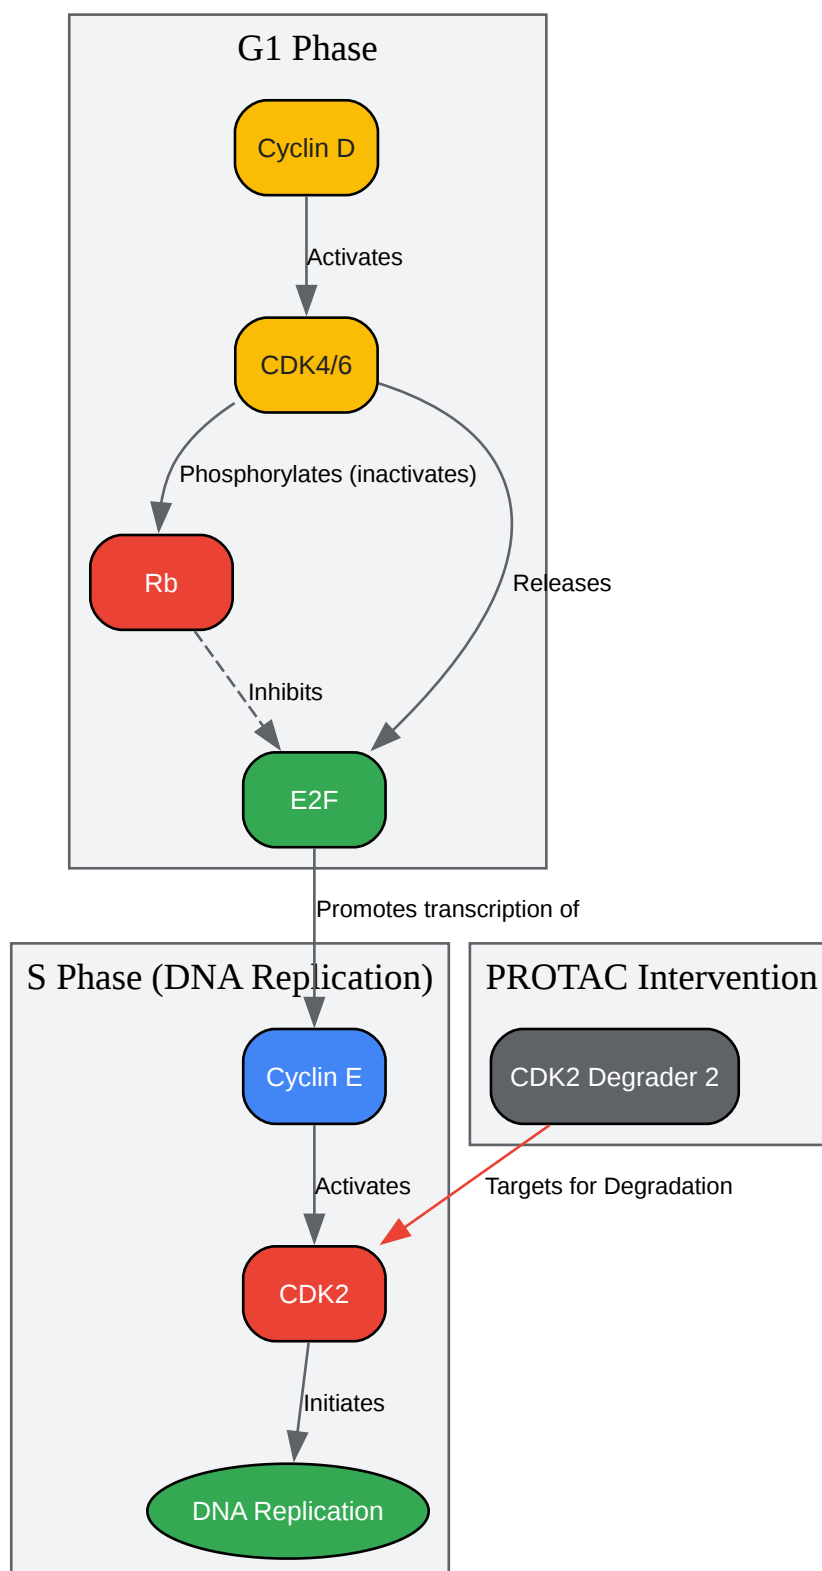 G1 Phase
Cyclin D
Activates
CDK4/6
Phosphorylates (inactivates)
Rb
Releases
Inhibits
E2F
Promotes transcription of
S Phase (DNA Replication)
PROTAC Intervention
Cyclin E
CDK2 Degrader 2
Activates
Targets for Degradation
CDK2
Initiates
DNA Replication